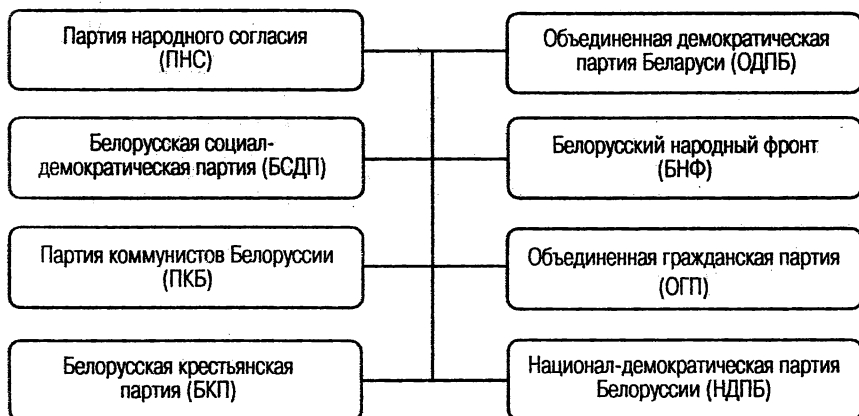 Партия народного согласия
(ПНС)
Объединенная демократическая
партия Беларуси (ОДПБ)
Белорусская социал-
демократическая партия (БСДП)
Белорусский народный фронт
(БНФ)
Партия коммунистов Белоруссии
(ПКБ)
Объединенная гражданская партия
(ОГП)
Белорусская крестьянская
партия (БКП)
Национал-демократическая партия
Белоруссии (НДПБ)